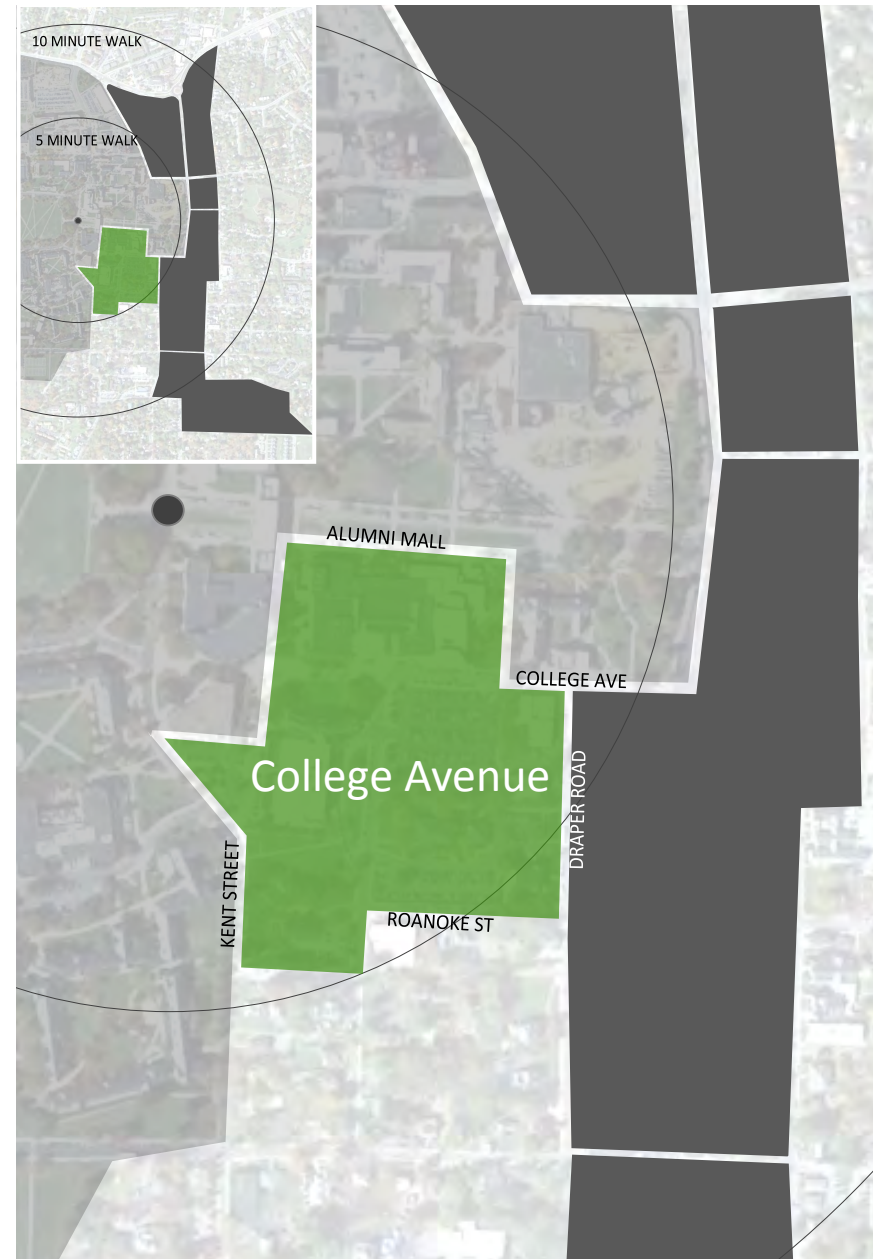 10 MINUTE WALK
5 MINUTE WALK
ALUMNI MALL
COLLEGE AVE
College Avenue
DRAPER ROAD
KENT STREET
ROANOKE ST